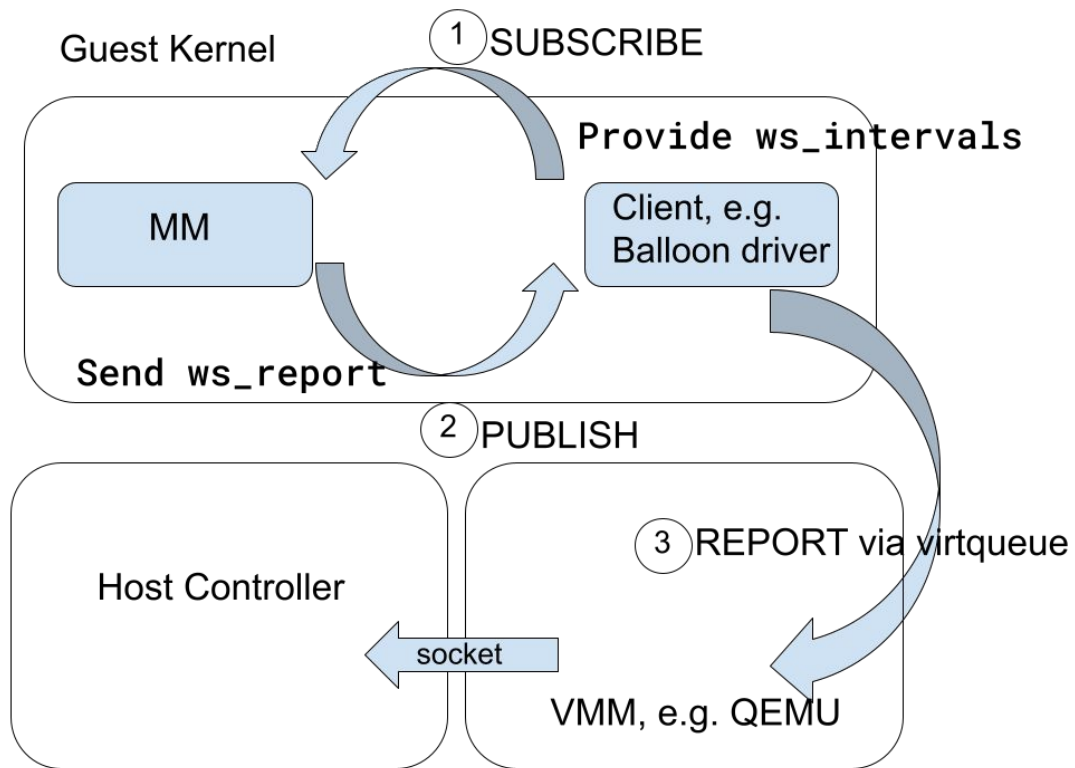 Guest Kernel
1 SUBSCRIBE
Provide ws_intervals
MM
Client, e.g.
Balloon driver
Send ws_report
2 PUBLISH
3 REPORT via virtqueue
Host Controller
socket
VMM, e.g. QEMU